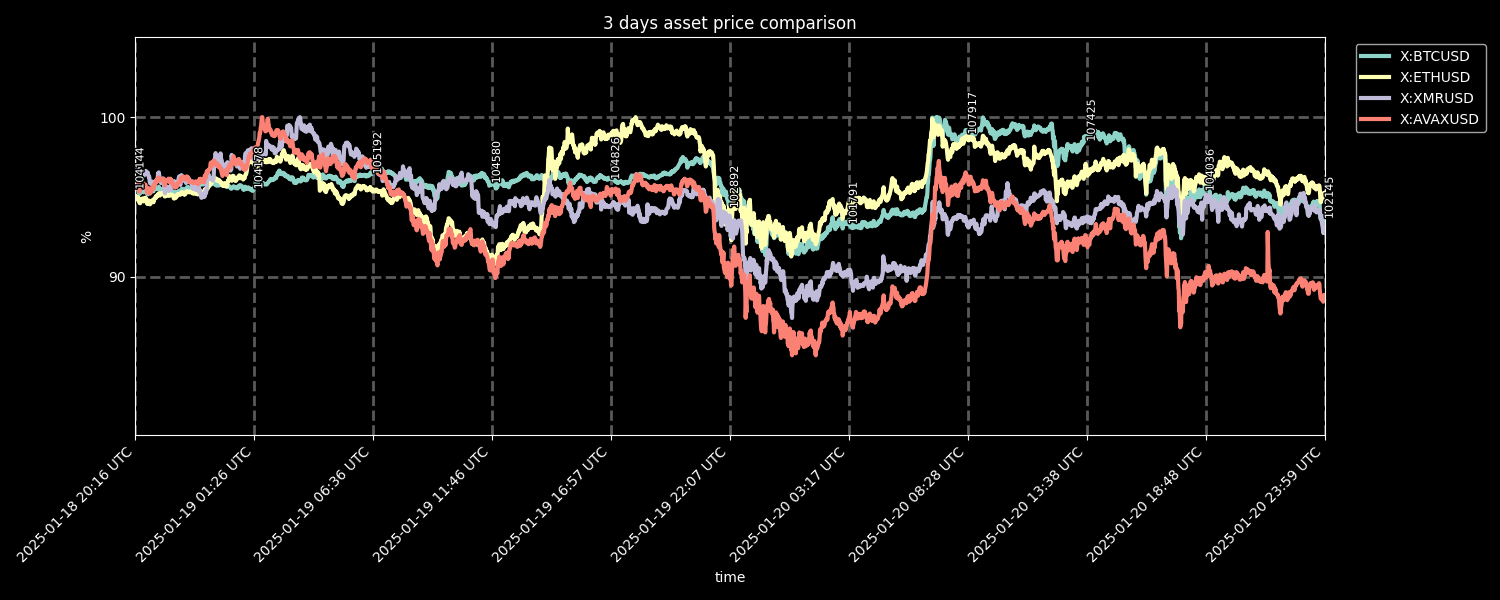 3 days asset price comparison
X:BTCUSD
X:ETHUSD
X:XMRUSD
X:AVAXUSD
100
90
%
104144
104178
105192
104580
104826
102892
101791
107917
107425
104036
102145
2025-01-18 20:16 UTC
2025-01-19 01:26 UTC
2025-01-19 06:36 UTC
2025-01-19 11:46 UTC
2025-01-19 16:57 UTC
2025-01-19 22:07 UTC
2025-01-20 03:17 UTC
2025-01-20 08:28 UTC
2025-01-20 13:38 UTC
2025-01-20 18:48 UTC
2025-01-20 23:59 UTC
time